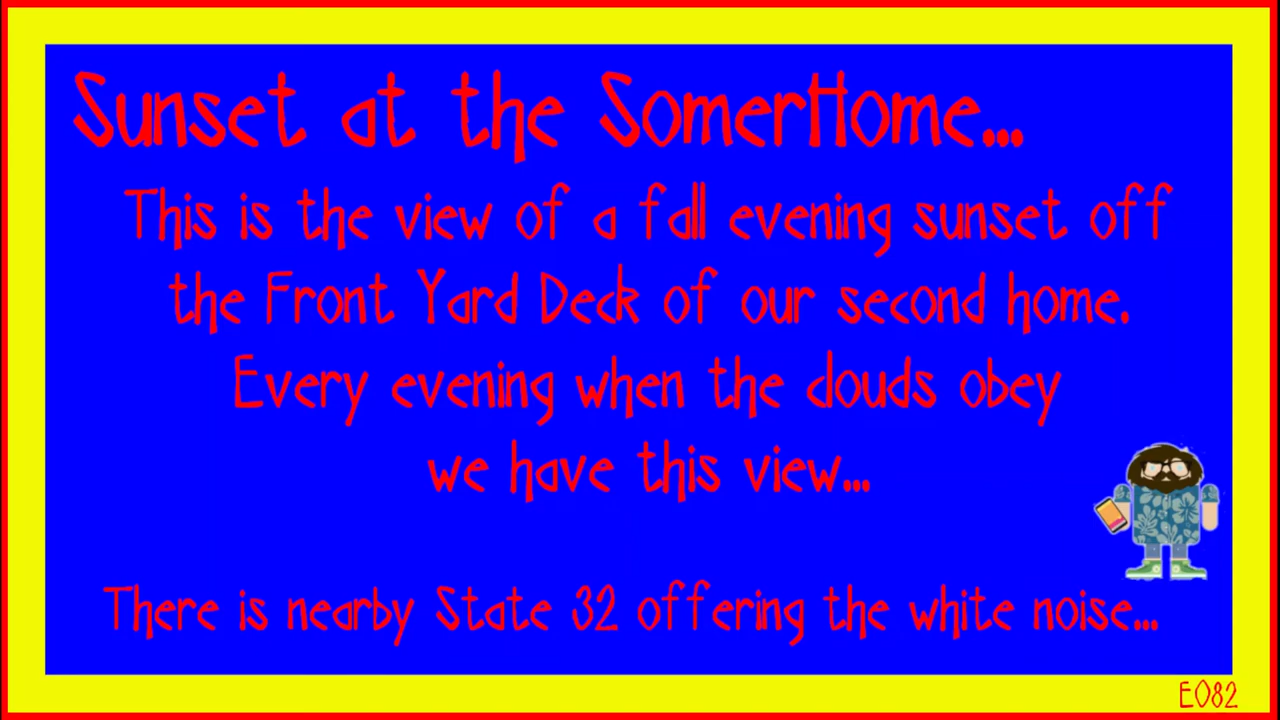 Sunset at the SomerHome...
This is the view of a fall evening sunset off
the Front Yard Deck of our second home.
Every evening when the clouds obey
we have this view...
There is nearby State 32 offering the white noise...
E082